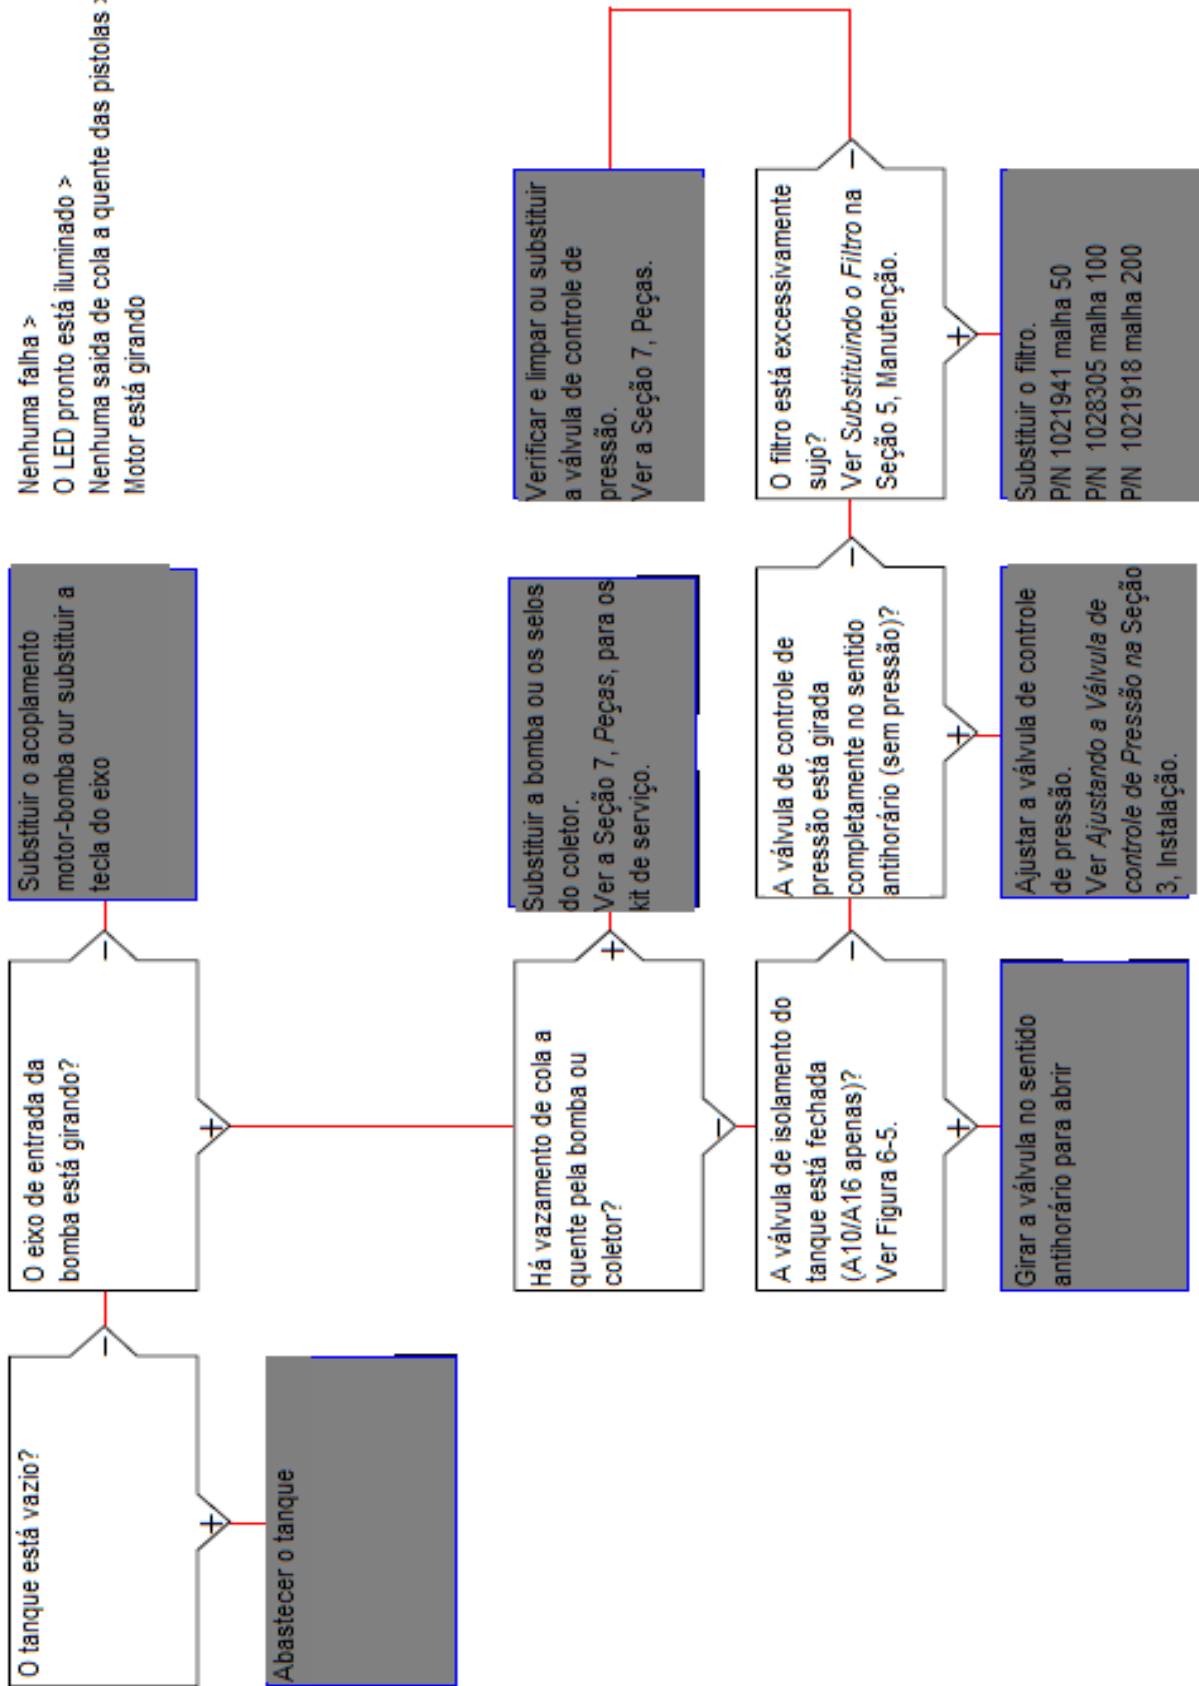 Nenhuma falha >
O LED pronto está iluminado >
Nenhuma saída de cola a quente das pistolas >
Motor está girando
O tanque está vazio?
−
+
Abastecer o tanque
O eixo de entrada da
bomba está girando?
−
+
Substituir o acoplamento
motor-bomba our substituir a
tecla do eixo
Há vazamento de cola a
quente pela bomba ou
coletor?
+
−
Substituir a bomba ou os selos
do coletor.
Ver a Seção 7, Peças, para os
kit de serviço.
Verificar e limpar ou substituir
a válvula de controle de
pressão.
Ver a Seção 7, Peças.
A válvula de isolamento do
tanque está fechada
(A10/A16 apenas)?
Ver Figura 6-5.
−
+
A válvula de controle de
pressão está girada
completamente no sentido
antihorário (sem pressão)?
−
+
O filtro está excessivamente
sujo?
Ver Substituindo o Filtro na
Seção 5, Manutenção.
−
+
Girar a válvula no sentido
antihorário para abrir
Ajustar a válvula de controle
de pressão.
Ver Ajustando a Válvula de
controle de Pressão na Seção
3, Instalação.
Substituir o filtro.
P/N 1021941 malha 50
P/N 1028305 malha 100
P/N 1021918 malha 200